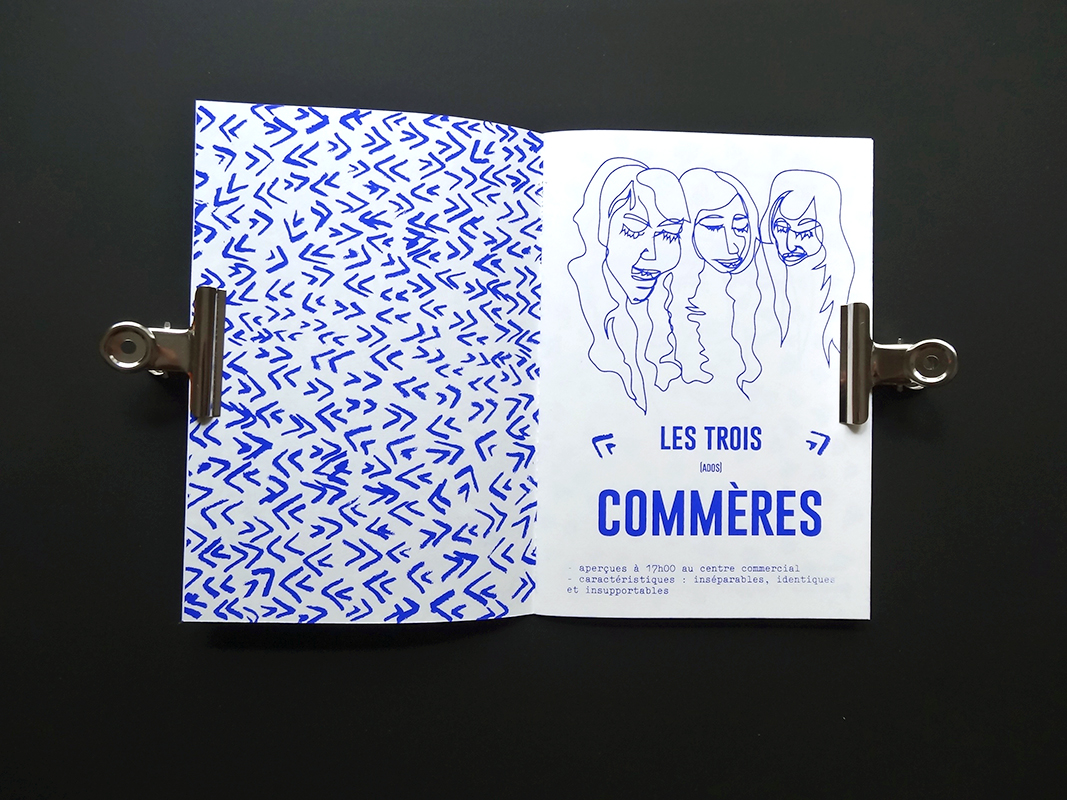 LES TROIS
(ADOS)
COMMÈRES
- aperçues à 17h00 au centre commercial
- caractéristiques : inséparables, identiques
et insupportables